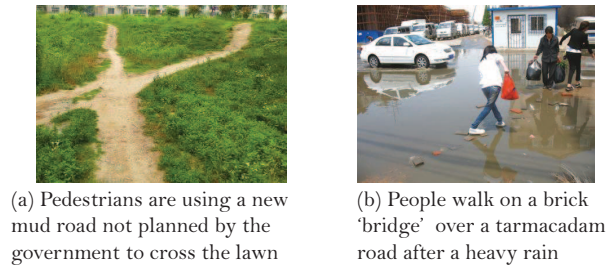 (a) Pedestrians are using a new
mud road not planned by the
government to cross the lawn
(b) People walk on a brick
‘bridge’ over a tarmacadam
road after a heavy rain